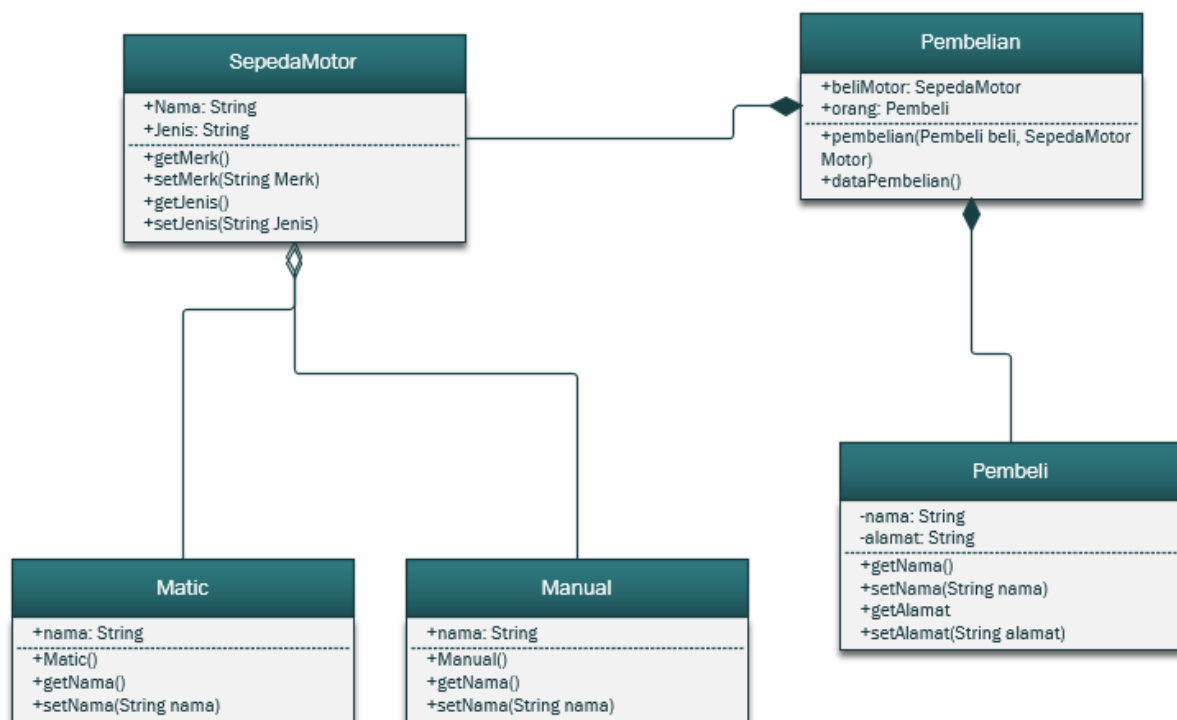 SepedaMotor
+Nama: String
+Jenis: String
+getMerk()
+setMerk(String Merk)
+getJenis()
+setJenis(String Jenis)
Pembelian
+beliMotor: SepedaMotor
+orang: Pembeli
+pembelian(Pembeli beli, SepedaMotor
Motor)
+dataPembelian()
Pembeli
-nama: String
-alamat: String
+getNama()
+setNama(String nama)
+getAlamat
+setAlamat(String alamat)
Matic
+nama: String
+Matic()
+getNama()
+setNama(String nama)
Manual
+nama: String
+Manual()
+getNama()
+setNama(String nama)